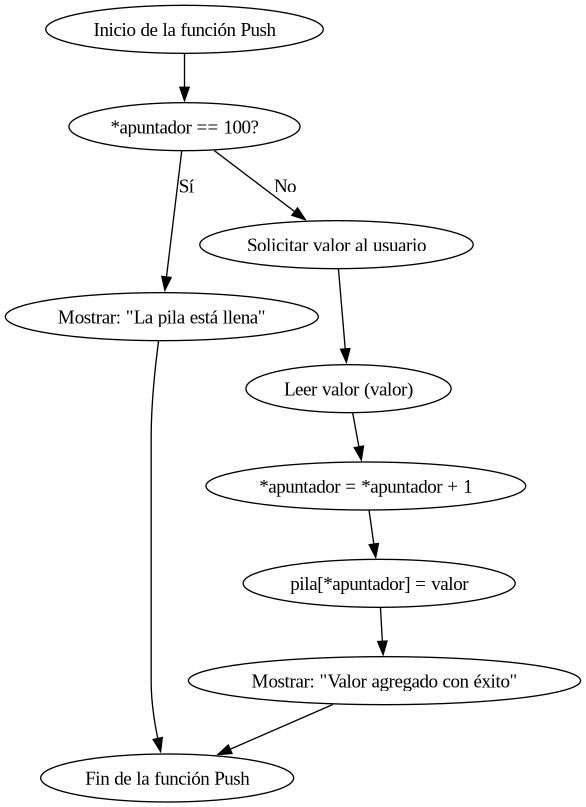 Inicio de la función Push
*apuntador == 100?
Sí
No
Solicitar valor al usuario
Mostrar: "La pila está llena"
Leer valor (valor)
*apuntador = *apuntador + 1
pila[*apuntador] = valor
Mostrar: "Valor agregado con éxito"
Fin de la función Push